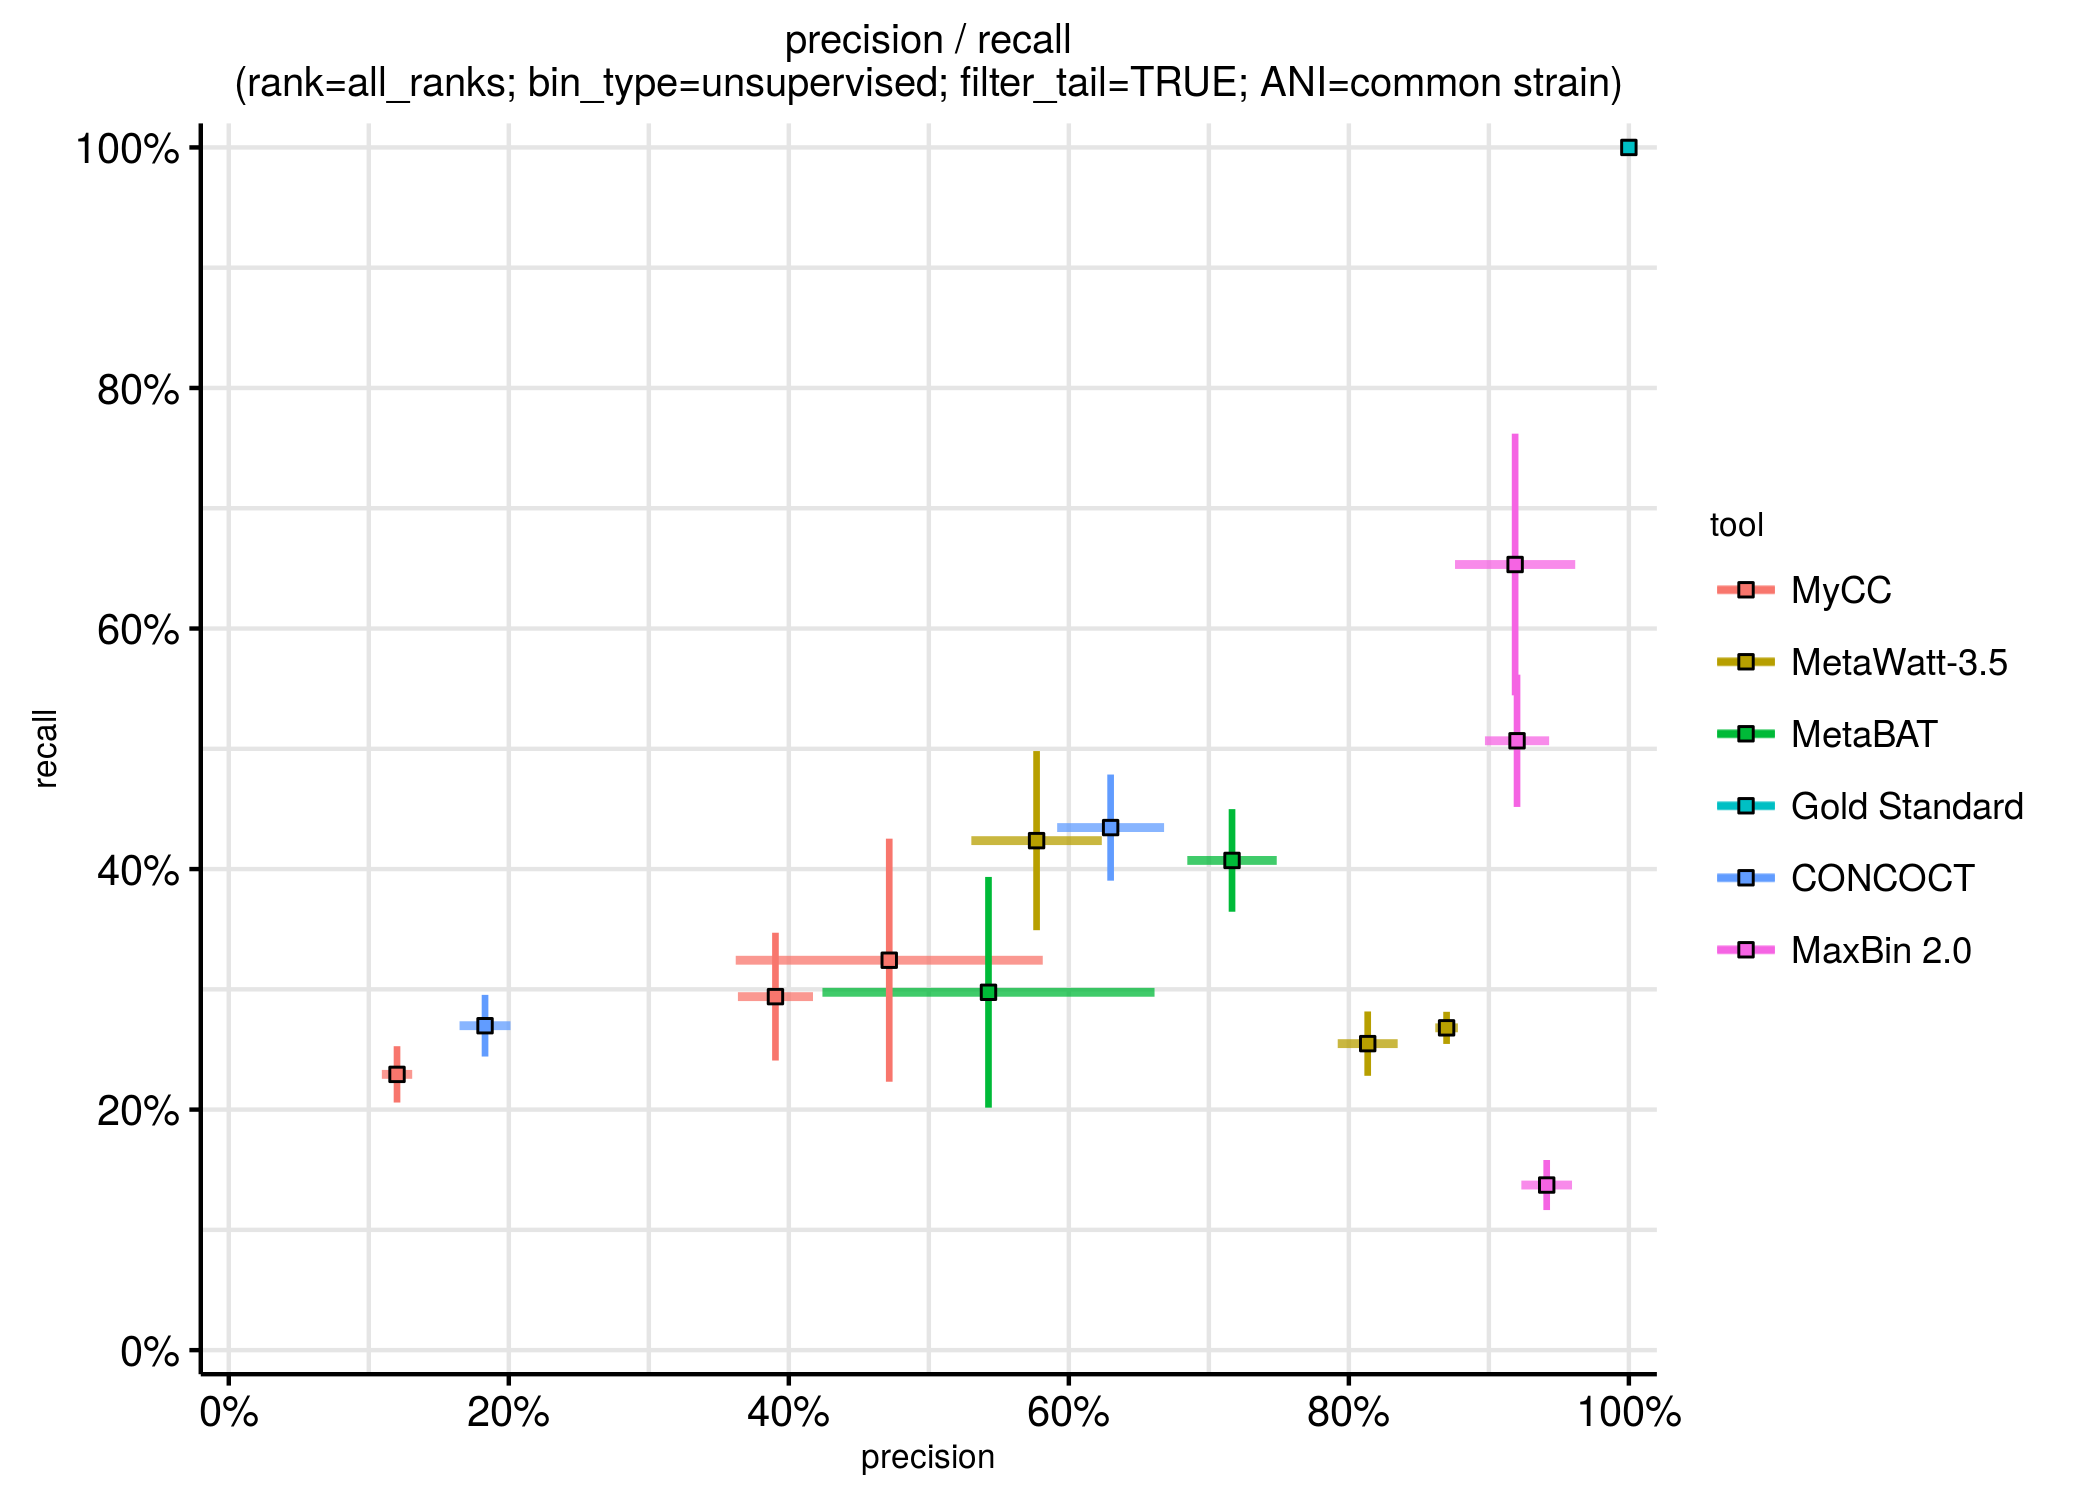 precision / recall
(rank=all_ranks; bin_type=unsupervised; filter_tail=TRUE; ANI=common strain)
100%
80%
60%
40%
20%
0%
recall
0%
20%
40%
60%
80%
100%
precision
tool
MyCC
MetaWatt-3.5
MetaBAT
Gold Standard
CONCOCT
MaxBin 2.0